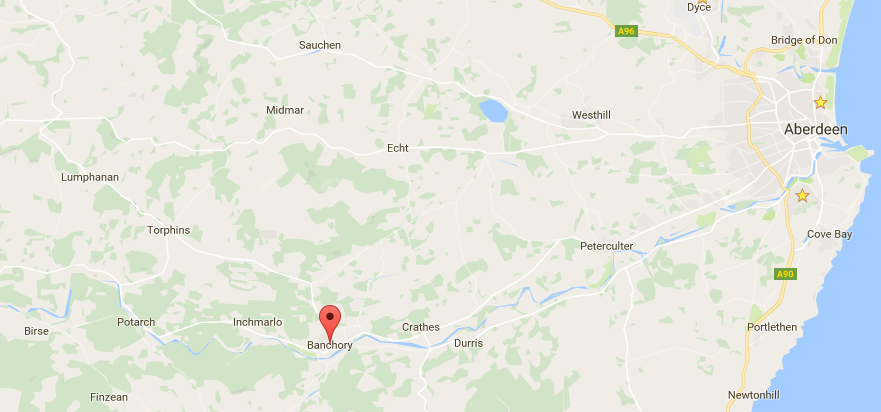 Dyce
A96
Bridge of Don
Sauchen
Midmar
Westhill
Aberdeen
Echt
Lumphanan
Torphins
Cove Bay
Peterculter
A90
Potarch
Inchmarlo
Birse
Crathes
Portlethen
Banchory
Durris
Finzean
Newtonhill